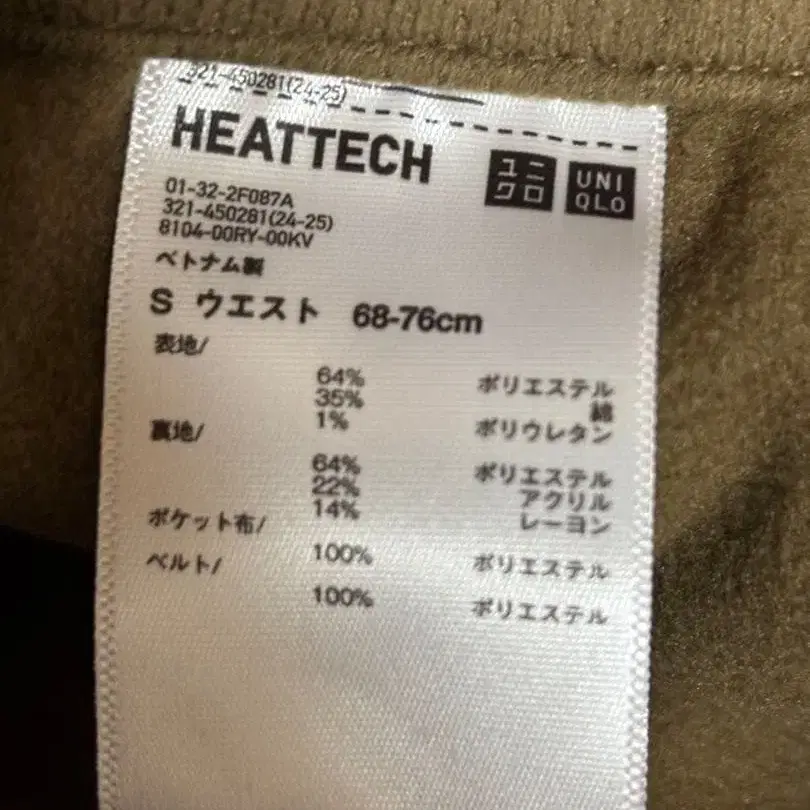 321-450281(24-25)
HEATTECH
ユニクロ
UNIQLO
01-32-2F087A
321-450281(24-25)
8104-00RY-00KV
ベトナム製
S ウエスト 68-76cm
表地/
64% ポリエステル
35% 綿
1% ポリウレタン
裏地/
64% ポリエステル
22% アクリル
14% レーヨン
ポケット布/
100% ポリエステル
ベルト/
100% ポリエステル